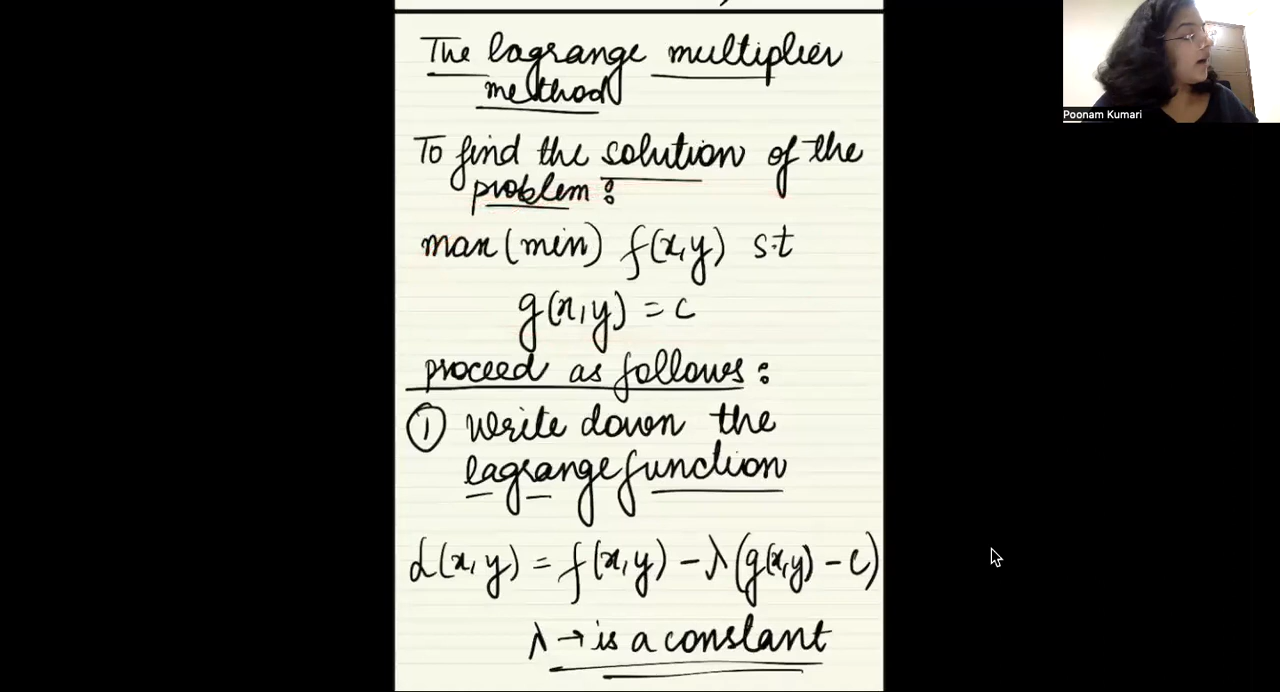 The lagrange multiplier
method
To find the solution of the
problem :
max (min) f(x,y) s.t
g(x,y) = c
proceed as follows :
① Write down the
lagrange function
L(x,y) = f(x,y) - λ(g(x,y) - c)
λ → is a constant
Poonam Kumari